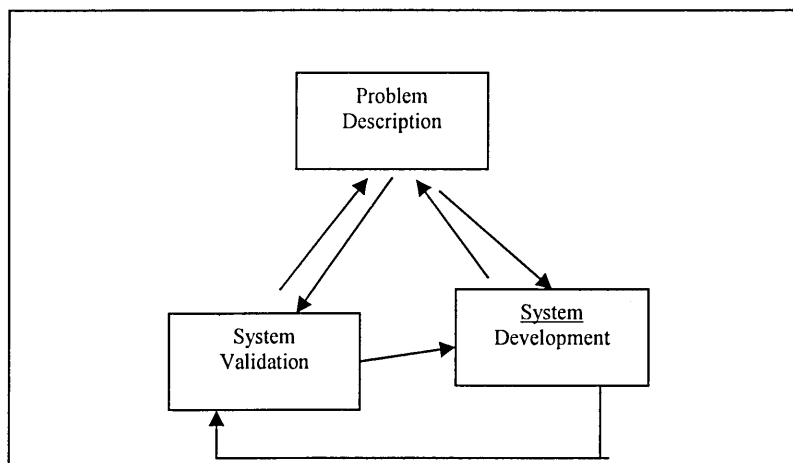 Problem
Description
System
Validation
System
Development